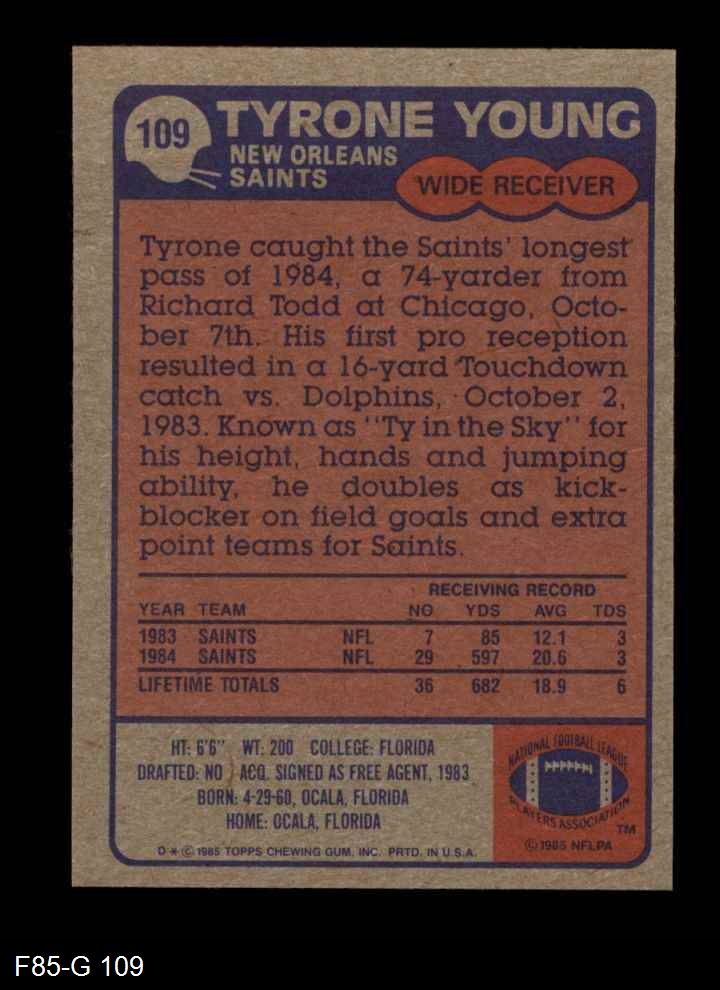 109
TYRONE YOUNG
NEW ORLEANS
SAINTS
WIDE RECEIVER
Tyrone caught the Saints' longest
pass of 1984, a 74-yarder from
Richard Todd at Chicago, Octo-
ber 7th. His first pro reception
resulted in a 16-yard Touchdown
catch vs. Dolphins, October 2,
1983. Known as "Ty in the Sky" for
his height, hands and jumping
ability, he doubles as kick-
blocker on field goals and extra
point teams for Saints.
RECEIVING RECORD
YEAR TEAM NO YDS AVG TDS
1983 SAINTS NFL 7 85 12.1 3
1984 SAINTS NFL 29 597 20.6 3
LIFETIME TOTALS 36 682 18.9 6
HT: 6'6" WT: 200 COLLEGE: FLORIDA
DRAFTED: NO ACQ. SIGNED AS FREE AGENT, 1983
BORN: 4-29-60, OCALA, FLORIDA
HOME: OCALA, FLORIDA
D * © 1985 TOPPS CHEWING GUM, INC. PRTD. IN U.S.A.
NATIONAL FOOTBALL LEAGUE
PLAYERS ASSOCIATION
TM
© 1985 NFLPA
F85-G 109